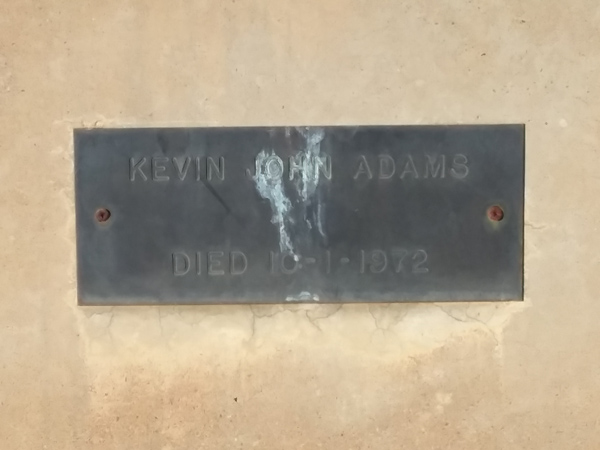 KEVIN JOHN ADAMS
DIED 10-1-1972